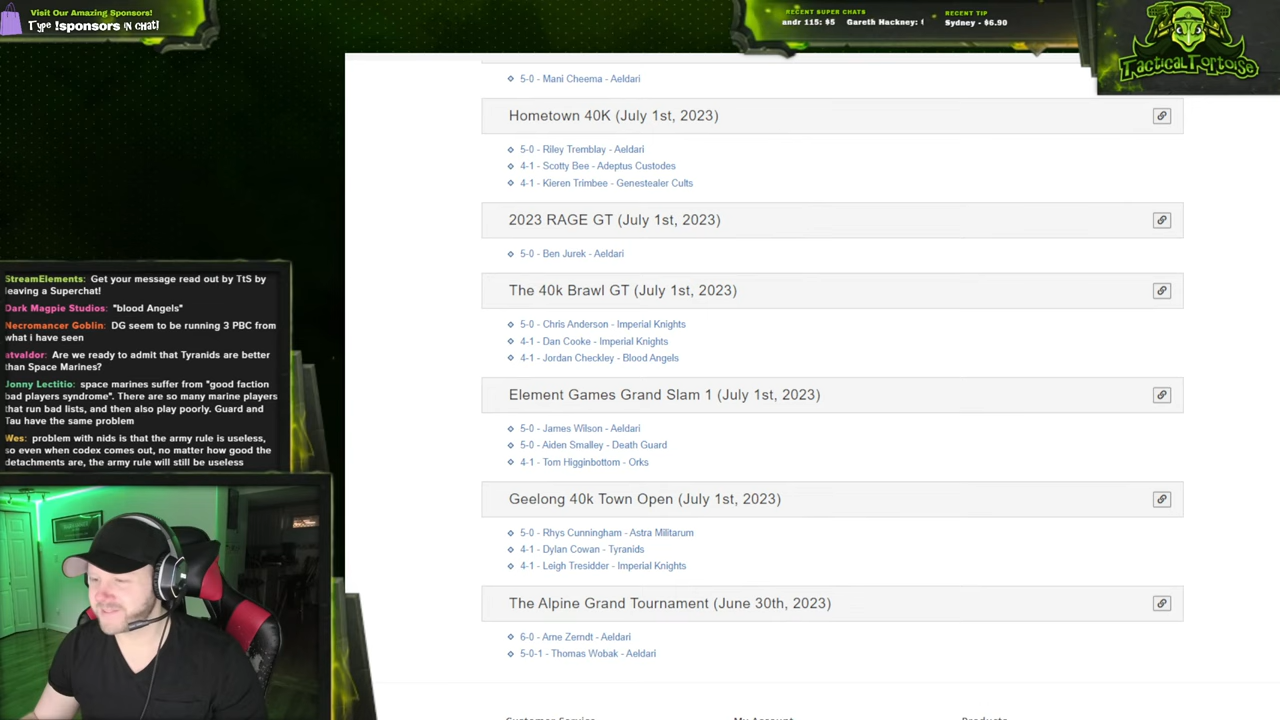 Visit Our Amazing Sponsors!
Type !sponsors in chat!
RECENT SUPER CHATS
andr 115: $5 Gareth Hackney:
RECENT TIP
Sydney - $6.90
TacticalTortoise
5-0 - Mani Cheema - Aeldari
Hometown 40K (July 1st, 2023)
5-0 - Riley Tremblay - Aeldari
4-1 - Scotty Bee - Adeptus Custodes
4-1 - Kieren Trimbee - Genestealer Cults
2023 RAGE GT (July 1st, 2023)
5-0 - Ben Jurek - Aeldari
The 40k Brawl GT (July 1st, 2023)
5-0 - Chris Anderson - Imperial Knights
4-1 - Dan Cooke - Imperial Knights
4-1 - Jordan Checkley - Blood Angels
Element Games Grand Slam 1 (July 1st, 2023)
5-0 - James Wilson - Aeldari
5-0 - Aiden Smalley - Death Guard
4-1 - Tom Higginbottom - Orks
Geelong 40k Town Open (July 1st, 2023)
5-0 - Rhys Cunningham - Astra Militarum
4-1 - Dylan Cowan - Tyranids
4-1 - Leigh Tresidder - Imperial Knights
The Alpine Grand Tournament (June 30th, 2023)
6-0 - Arne Zerndt - Aeldari
5-0-1 - Thomas Wobak - Aeldari
StreamElements: Get your message read out by TtS by
leaving a Superchat!
Dark Magpie Studios: "blood Angels"
Necromancer Goblin: DG seem to be running 3 PBC from
what i have seen
atvaldor: Are we ready to admit that Tyranids are better
than Space Marines?
Jonny Lectitio: space marines suffer from "good faction
bad players syndrome". There are so many marine players
that run bad lists, and then also play poorly. Guard and
Tau have the same problem
Wes: problem with nids is that the army rule is useless,
so even when codex comes out, no matter how good the
detachments are, the army rule will still be useless